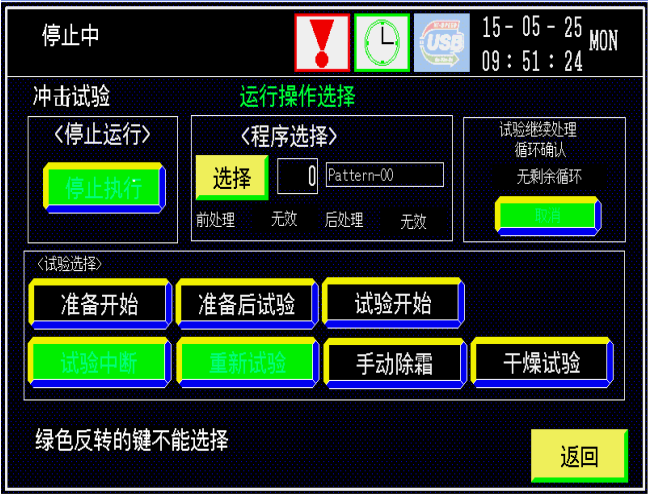 停止中
USB
15-05-25 MON
09:51:24
冲击试验
运行操作选择
<停止运行>
停止执行
<程序选择>
选择 0 Pattern-00
前处理 无效 后处理 无效
试验继续处理
循环确认
无剩余循环
取消
<试验选择>
准备开始 准备后试验 试验开始
试验中断 重新试验 手动除霜 干燥试验
绿色反转的键不能选择
返回